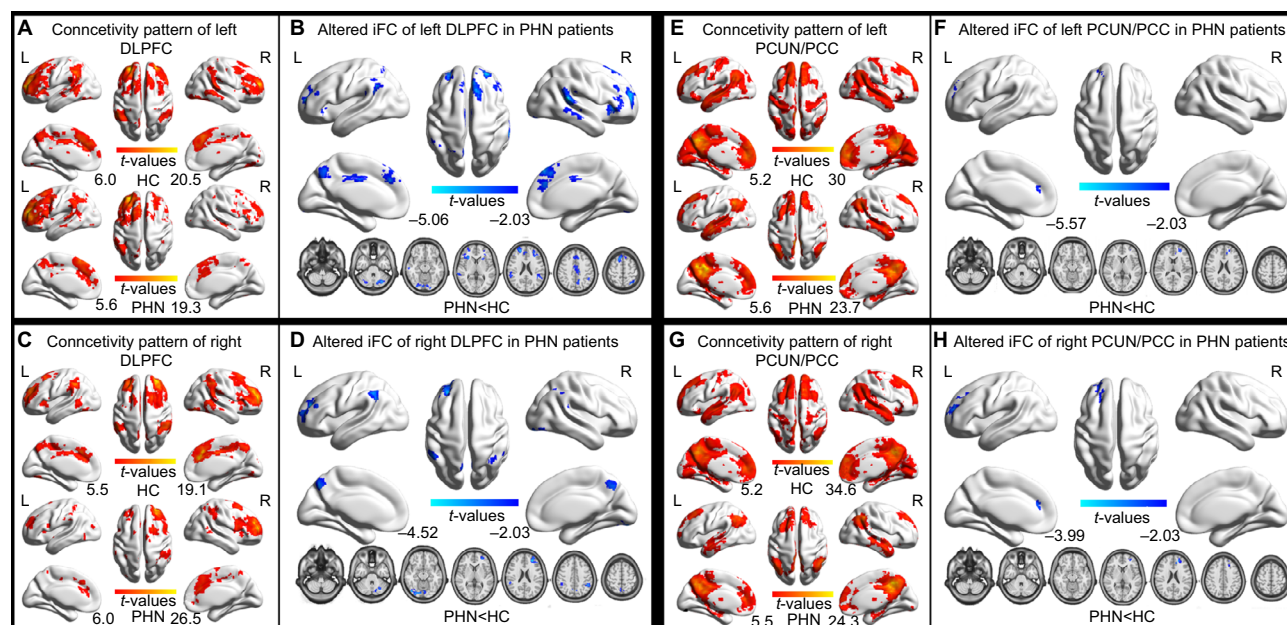 A Conncetivity pattern of left
DLPFC
L
R
t-values
6.0 HC 20.5
L
R
t-values
5.6 PHN 19.3
B Altered iFC of left DLPFC in PHN patients
L
R
t-values
−5.06 −2.03
PHN<HC
E Conncetivity pattern of left
PCUN/PCC
L
R
t-values
5.2 HC 30
L
R
t-values
5.6 PHN 23.7
F Altered iFC of left PCUN/PCC in PHN patients
L
R
t-values
−5.57 −2.03
PHN<HC
C Conncetivity pattern of right
DLPFC
L
R
t-values
5.5 HC 19.1
L
R
t-values
6.0 PHN 26.5
D Altered iFC of right DLPFC in PHN patients
L
R
t-values
−4.52 −2.03
PHN<HC
G Conncetivity pattern of right
PCUN/PCC
L
R
t-values
5.2 HC 34.6
L
R
t-values
5.5 PHN 24.3
H Altered iFC of right PCUN/PCC in PHN patients
L
R
t-values
−3.99 −2.03
PHN<HC